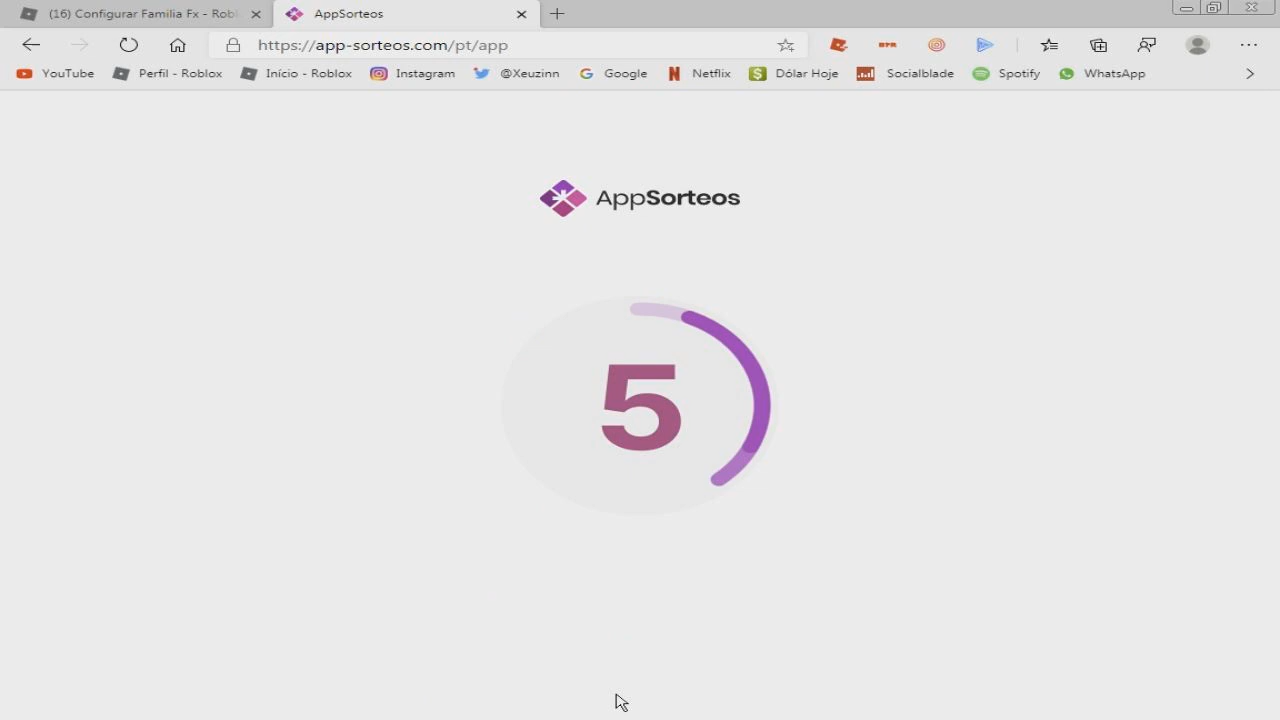 (16) Configurar Familia Fx - Robl
AppSorteos
https://app-sorteos.com/pt/app
YouTube
Perfil - Roblox
Início - Roblox
Instagram
@Xeuzinn
Google
Netflix
Dólar Hoje
Socialblade
Spotify
WhatsApp
AppSorteos
5